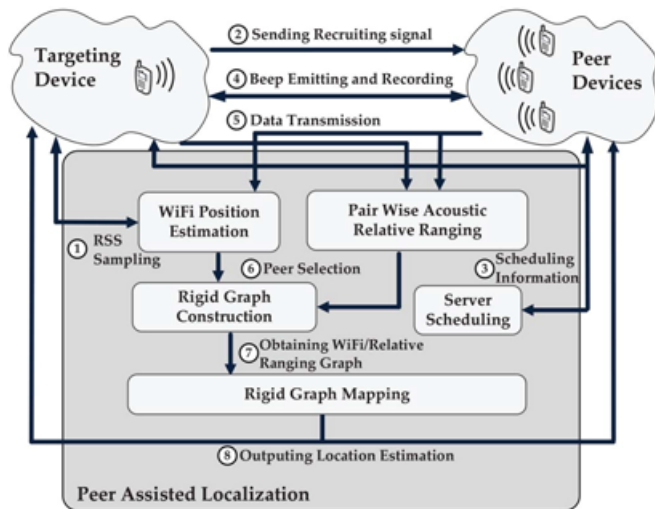 ② Sending Recruiting signal
Targeting
Device
Peer
Devices
④ Beep Emitting and Recording
⑤ Data Transmission
WiFi Position
Estimation
Pair Wise Acoustic
Relative Ranging
① RSS
Sampling
⑥ Peer Selection
③ Scheduling
Information
Rigid Graph
Construction
Server
Scheduling
⑦ Obtaining WiFi/Relative
Ranging Graph
Rigid Graph Mapping
⑧ Outputing Location Estimation
Peer Assisted Localization